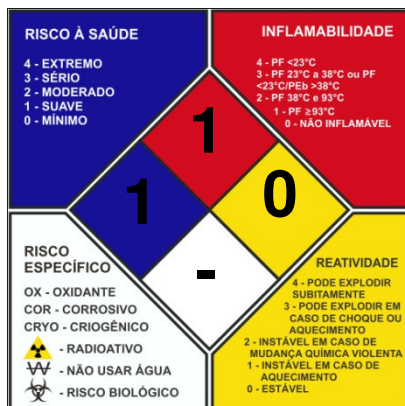 RISCO À SAÚDE
4 - EXTREMO
3 - SÉRIO
2 - MODERADO
1 - SUAVE
0 - MÍNIMO
INFLAMABILIDADE
4 - PF <23°C
3 - PF 23°C a 38°C ou PF
<23°C/PEb >38°C
2 - PF 38°C e 93°C
1 - PF ≥93°C
0 - NÃO INFLAMÁVEL
1
1
0
-
RISCO
ESPECÍFICO
OX - OXIDANTE
COR - CORROSIVO
CRYO - CRIOGÊNICO
- RADIOATIVO
W - NÃO USAR ÁGUA
- RISCO BIOLÓGICO
REATIVIDADE
4 - PODE EXPLODIR
SUBITAMENTE
3 - PODE EXPLODIR EM
CASO DE CHOQUE OU
AQUECIMENTO
2 - INSTÁVEL EM CASO DE
MUDANÇA QUÍMICA VIOLENTA
1 - INSTÁVEL EM CASO DE
AQUECIMENTO
0 - ESTÁVEL